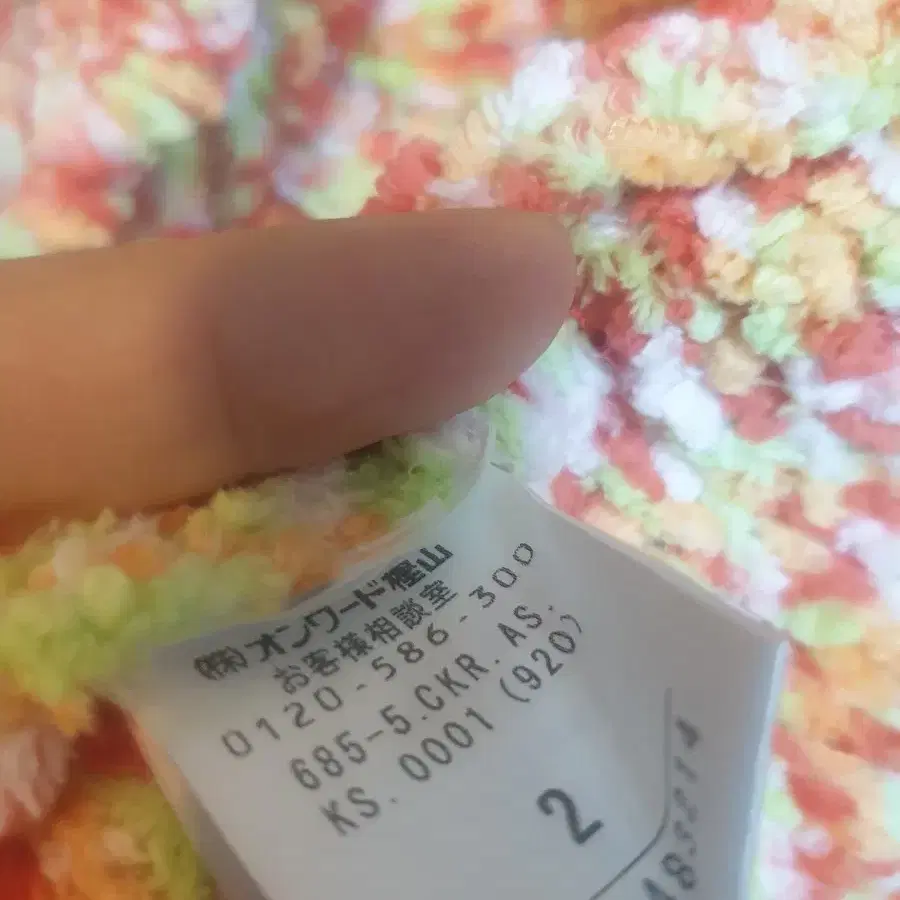 (株)オンワード樫山
お客様相談室
0120-586-300
685-5.CKR.AS.
KS. 0001 (920)
2